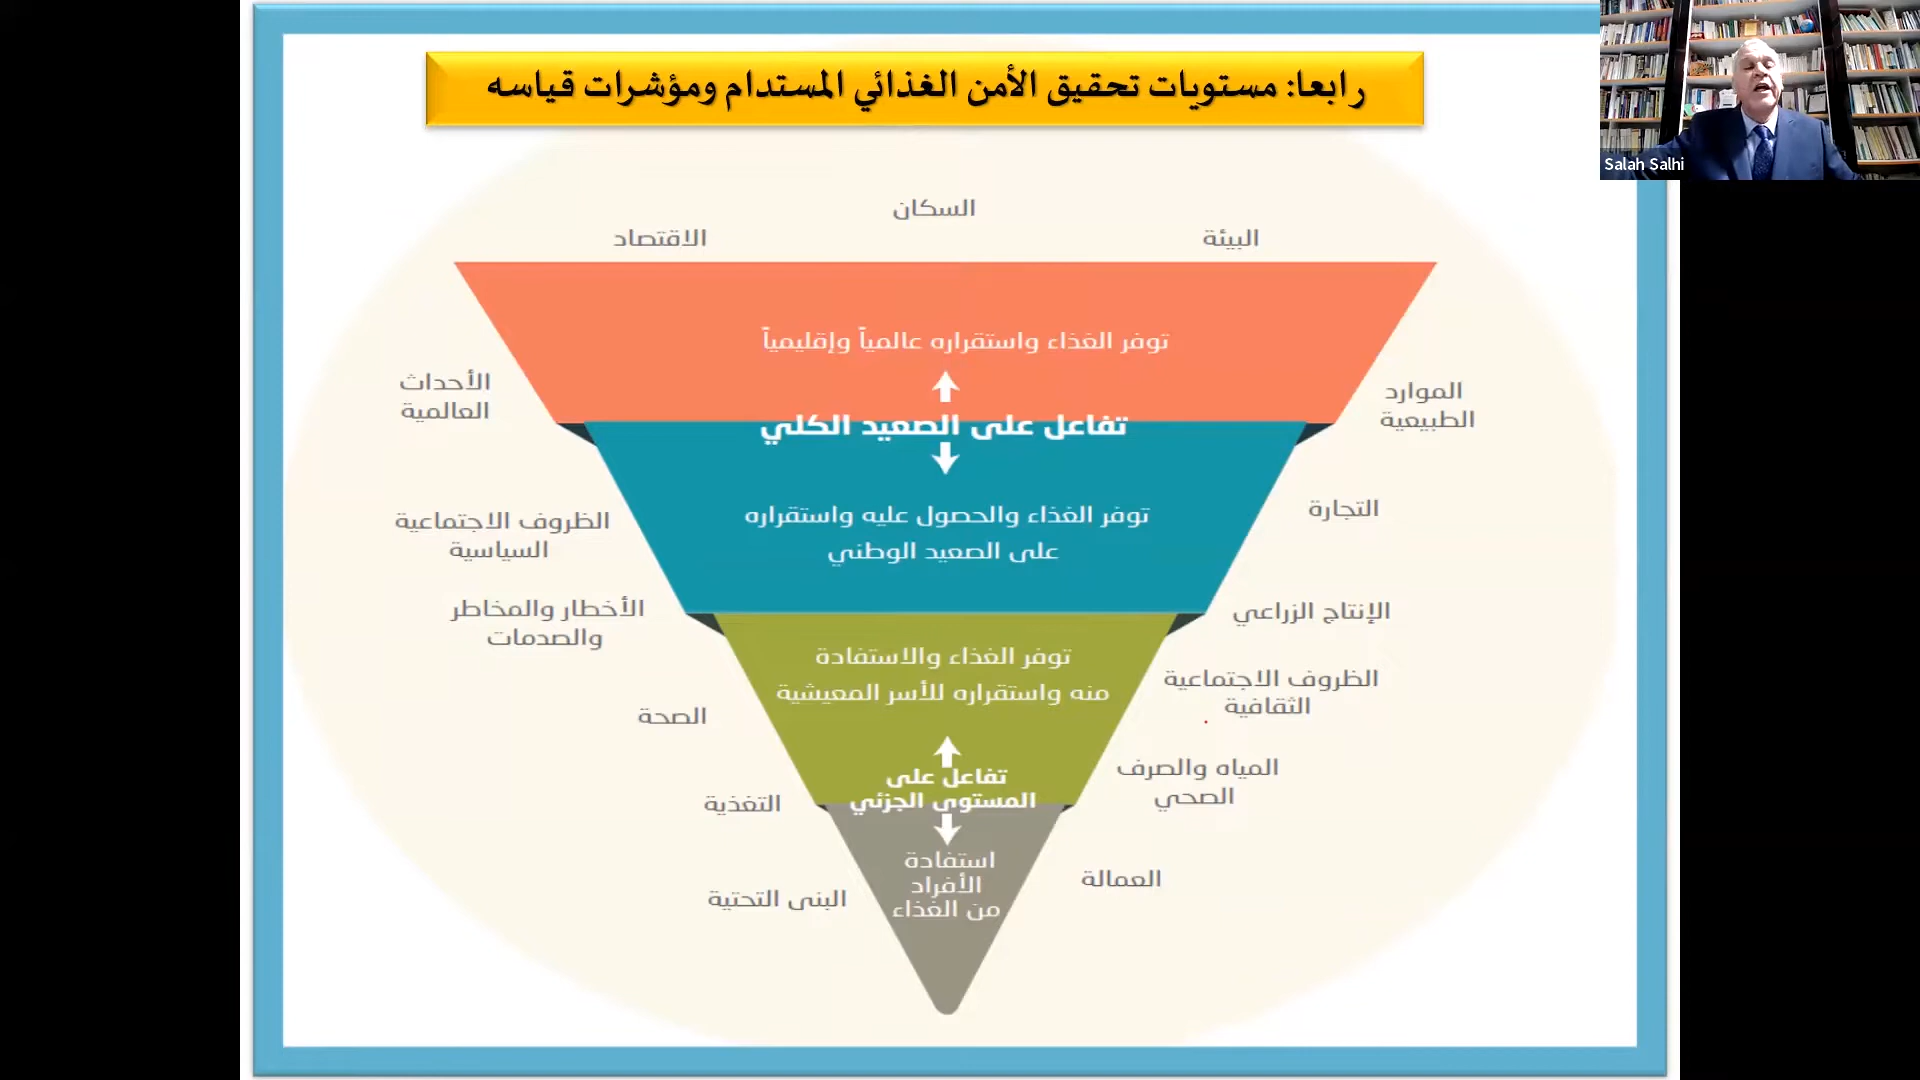 رابعا: مستويات تحقيق الأمن الغذائي المستدام ومؤشرات قياسه
Salah Salhi
السكان
البيئة
الاقتصاد
توفر الغذاء واستقراره عالمياً وإقليمياً
الموارد
الطبيعية
الأحداث
العالمية
تفاعل على الصعيد الكلي
التجارة
توفر الغذاء والحصول عليه واستقراره
على الصعيد الوطني
الظروف الاجتماعية
السياسية
الإنتاج الزراعي
الأخطار والمخاطر
والصدمات
توفر الغذاء والاستفادة
منه واستقراره للأسر المعيشية
الظروف الاجتماعية
الثقافية
الصحة
المياه والصرف
الصحي
تفاعل على
المستوى الجزئي
التغذية
استفادة
الأفراد
من الغذاء
العمالة
البنى التحتية